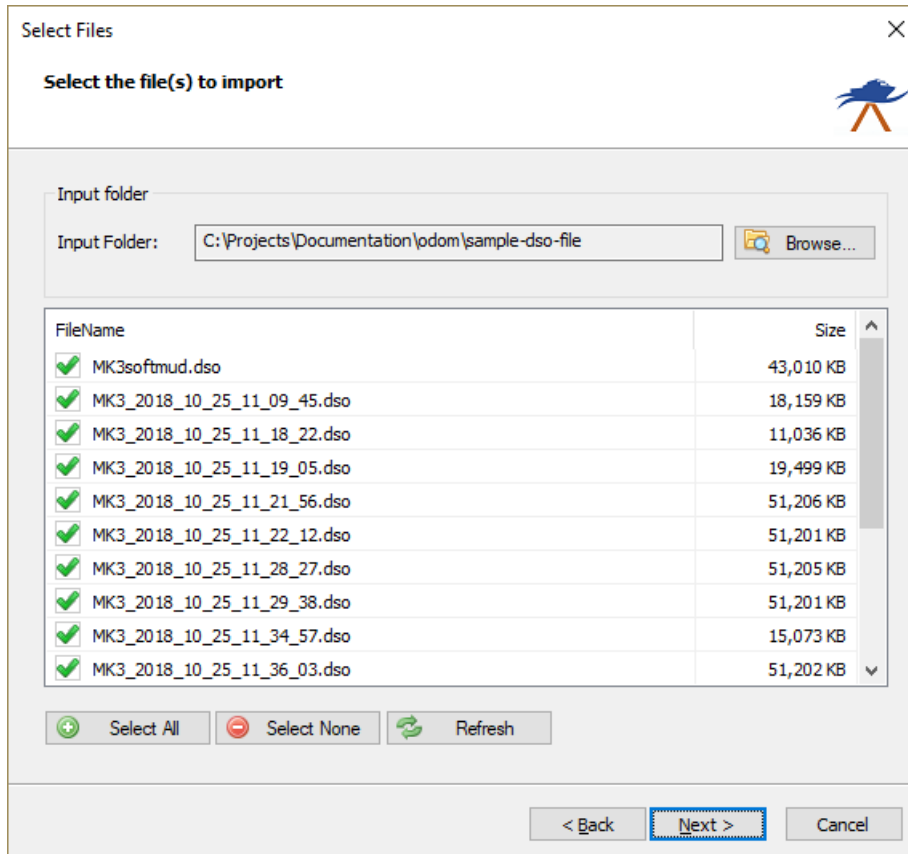 Select Files
Select the file(s) to import
Input folder
Input Folder: C:\Projects\Documentation\odom\sample-dso-file Browse...
FileName Size
MK3softmud.dso 43,010 KB
MK3_2018_10_25_11_09_45.dso 18,159 KB
MK3_2018_10_25_11_18_22.dso 11,036 KB
MK3_2018_10_25_11_19_05.dso 19,499 KB
MK3_2018_10_25_11_21_56.dso 51,206 KB
MK3_2018_10_25_11_22_12.dso 51,201 KB
MK3_2018_10_25_11_28_27.dso 51,205 KB
MK3_2018_10_25_11_29_38.dso 51,201 KB
MK3_2018_10_25_11_34_57.dso 15,073 KB
MK3_2018_10_25_11_36_03.dso 51,202 KB
Select All Select None Refresh
< Back Next > Cancel